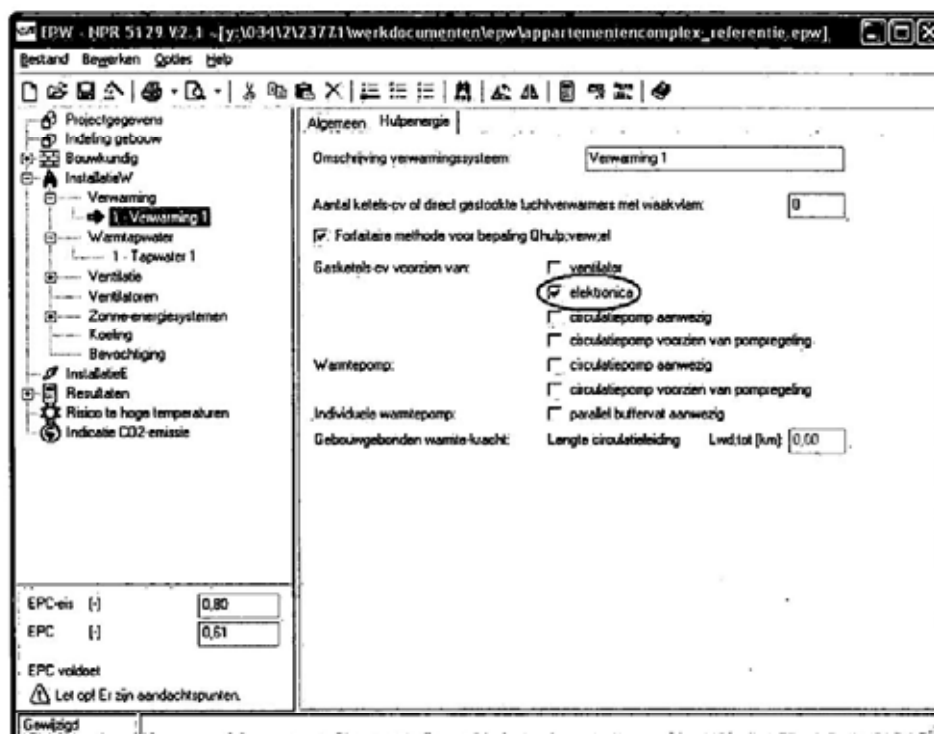 EPW - NPR 5129 V2.1 - [y:\034\2\23771\werkdocumenten\epw\appartementencomplex_referentie.epw]
Bestand Bewerken Opties Help
Projectgegevens
Indeling gebouw
Bouwkundig
InstallatieW
Verwarming
1 - Verwarming 1
Warmtapwater
1 - Tapwater 1
Ventilatie
Ventilatoren
Zonne-energiesystemen
Koeling
Bevochtiging
InstallatieE
Resultaten
Risico te hoge temperaturen
Indicatie CO2-emissie
EPC-eis [-] 0,80
EPC [-] 0,61
EPC voldoet
Let op! Er zijn aandachtspunten.
Gewijzigd
Algemeen Hulpenergie
Omschrijving verwarmingssysteem: Verwarming 1
Aantal ketels-cv of direct gestookte luchtverwarmers met waakvlam: 0
Forfaitaire methode voor bepaling Qhulp;verw;el
Gasketels-cv voorzien van: ventilator
elektronica
circulatiepomp aanwezig
circulatiepomp voorzien van pompregeling
Warmtepomp: circulatiepomp aanwezig
circulatiepomp voorzien van pompregeling
Individuele warmtepomp: parallel buffervat aanwezig
Gebouwgebonden warmte-kracht: Lengte circulatieleiding Lwd;tot [km]: 0,00